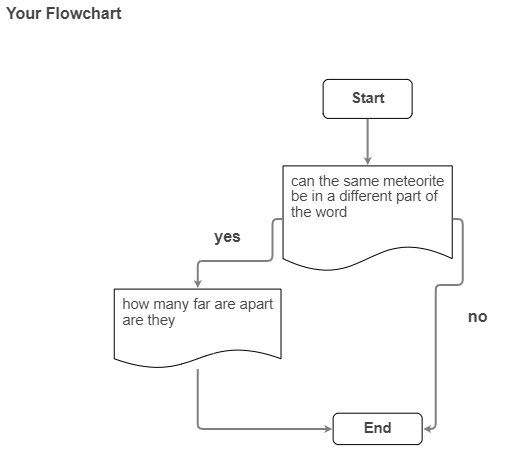 Your Flowchart
Start
can the same meteorite
be in a different part of
the word
yes
how many far are apart
are they
no
End